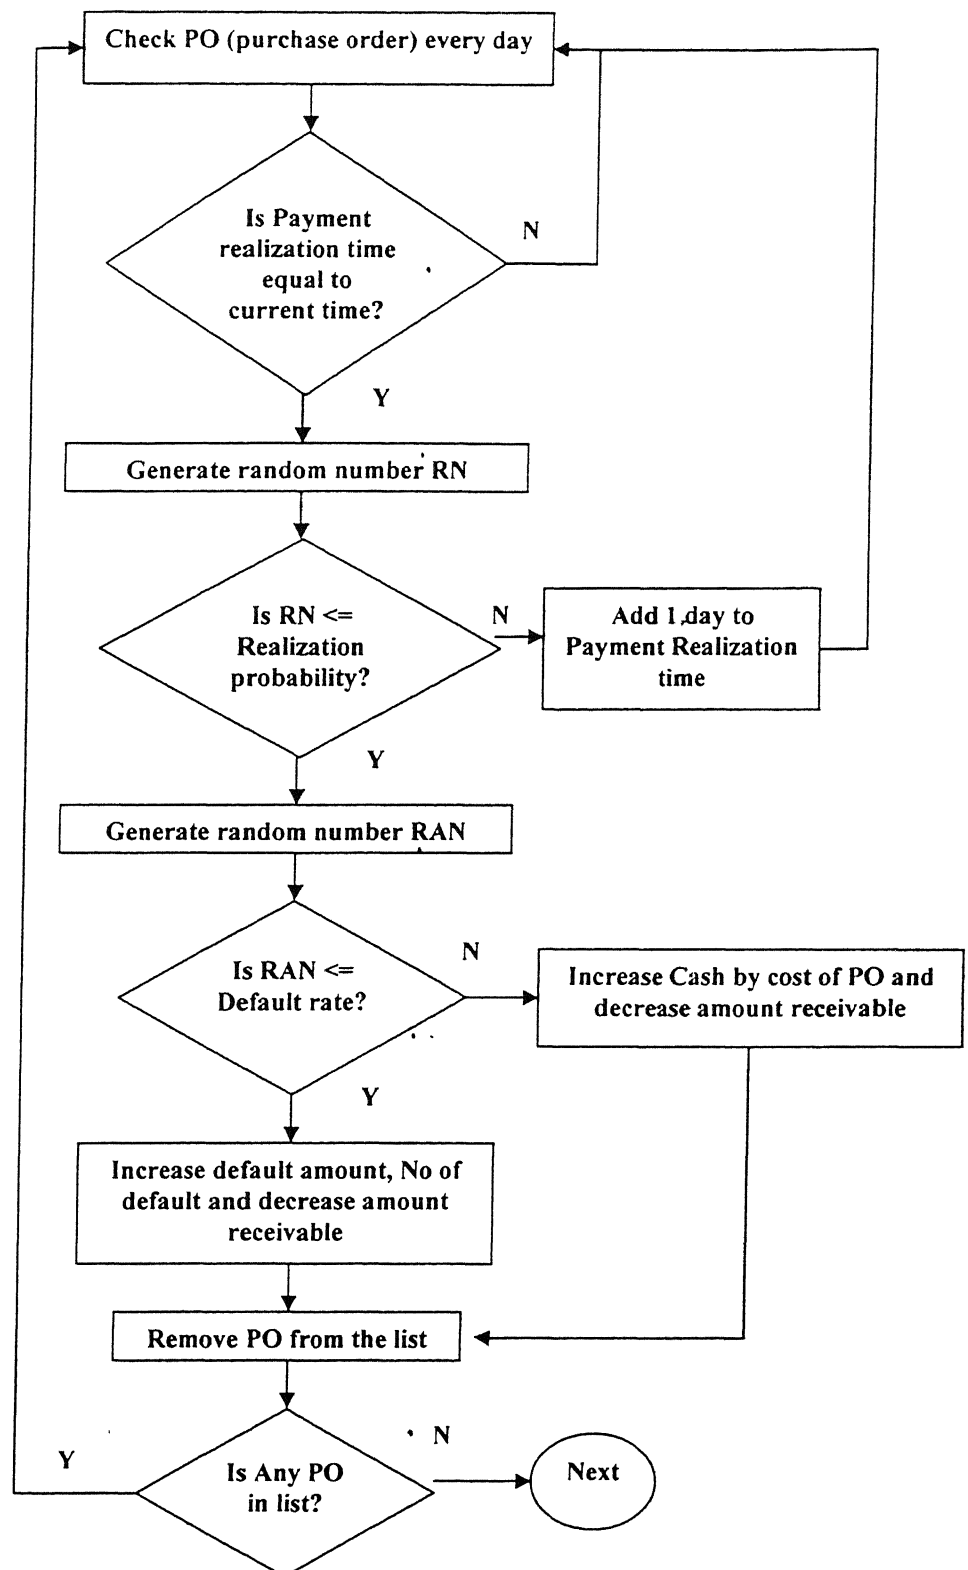 Check PO (purchase order) every day
Is Payment
realization time
equal to
current time?
N
Y
Generate random number RN
Is RN <=
Realization
probability?
N
Add 1 day to
Payment Realization
time
Y
Generate random number RAN
Is RAN <=
Default rate?
N
Increase Cash by cost of PO and
decrease amount receivable
Y
Increase default amount, No of
default and decrease amount
receivable
Remove PO from the list
Is Any PO
in list?
Y
N
Next